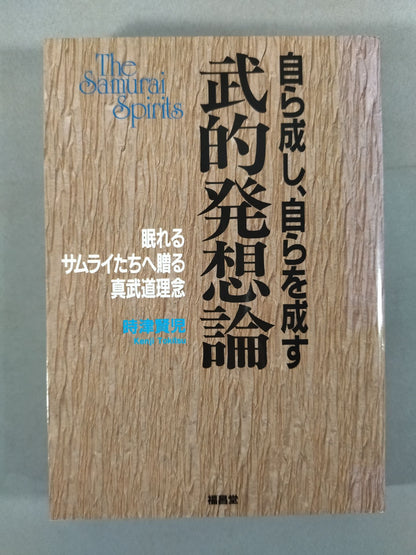 The
Samurai
Spirits
自ら成し、自らを成す
武的発想論
眠れる
サムライたちへ贈る
真武道理念
時津賢児
Kenji Tokitsu
福昌堂